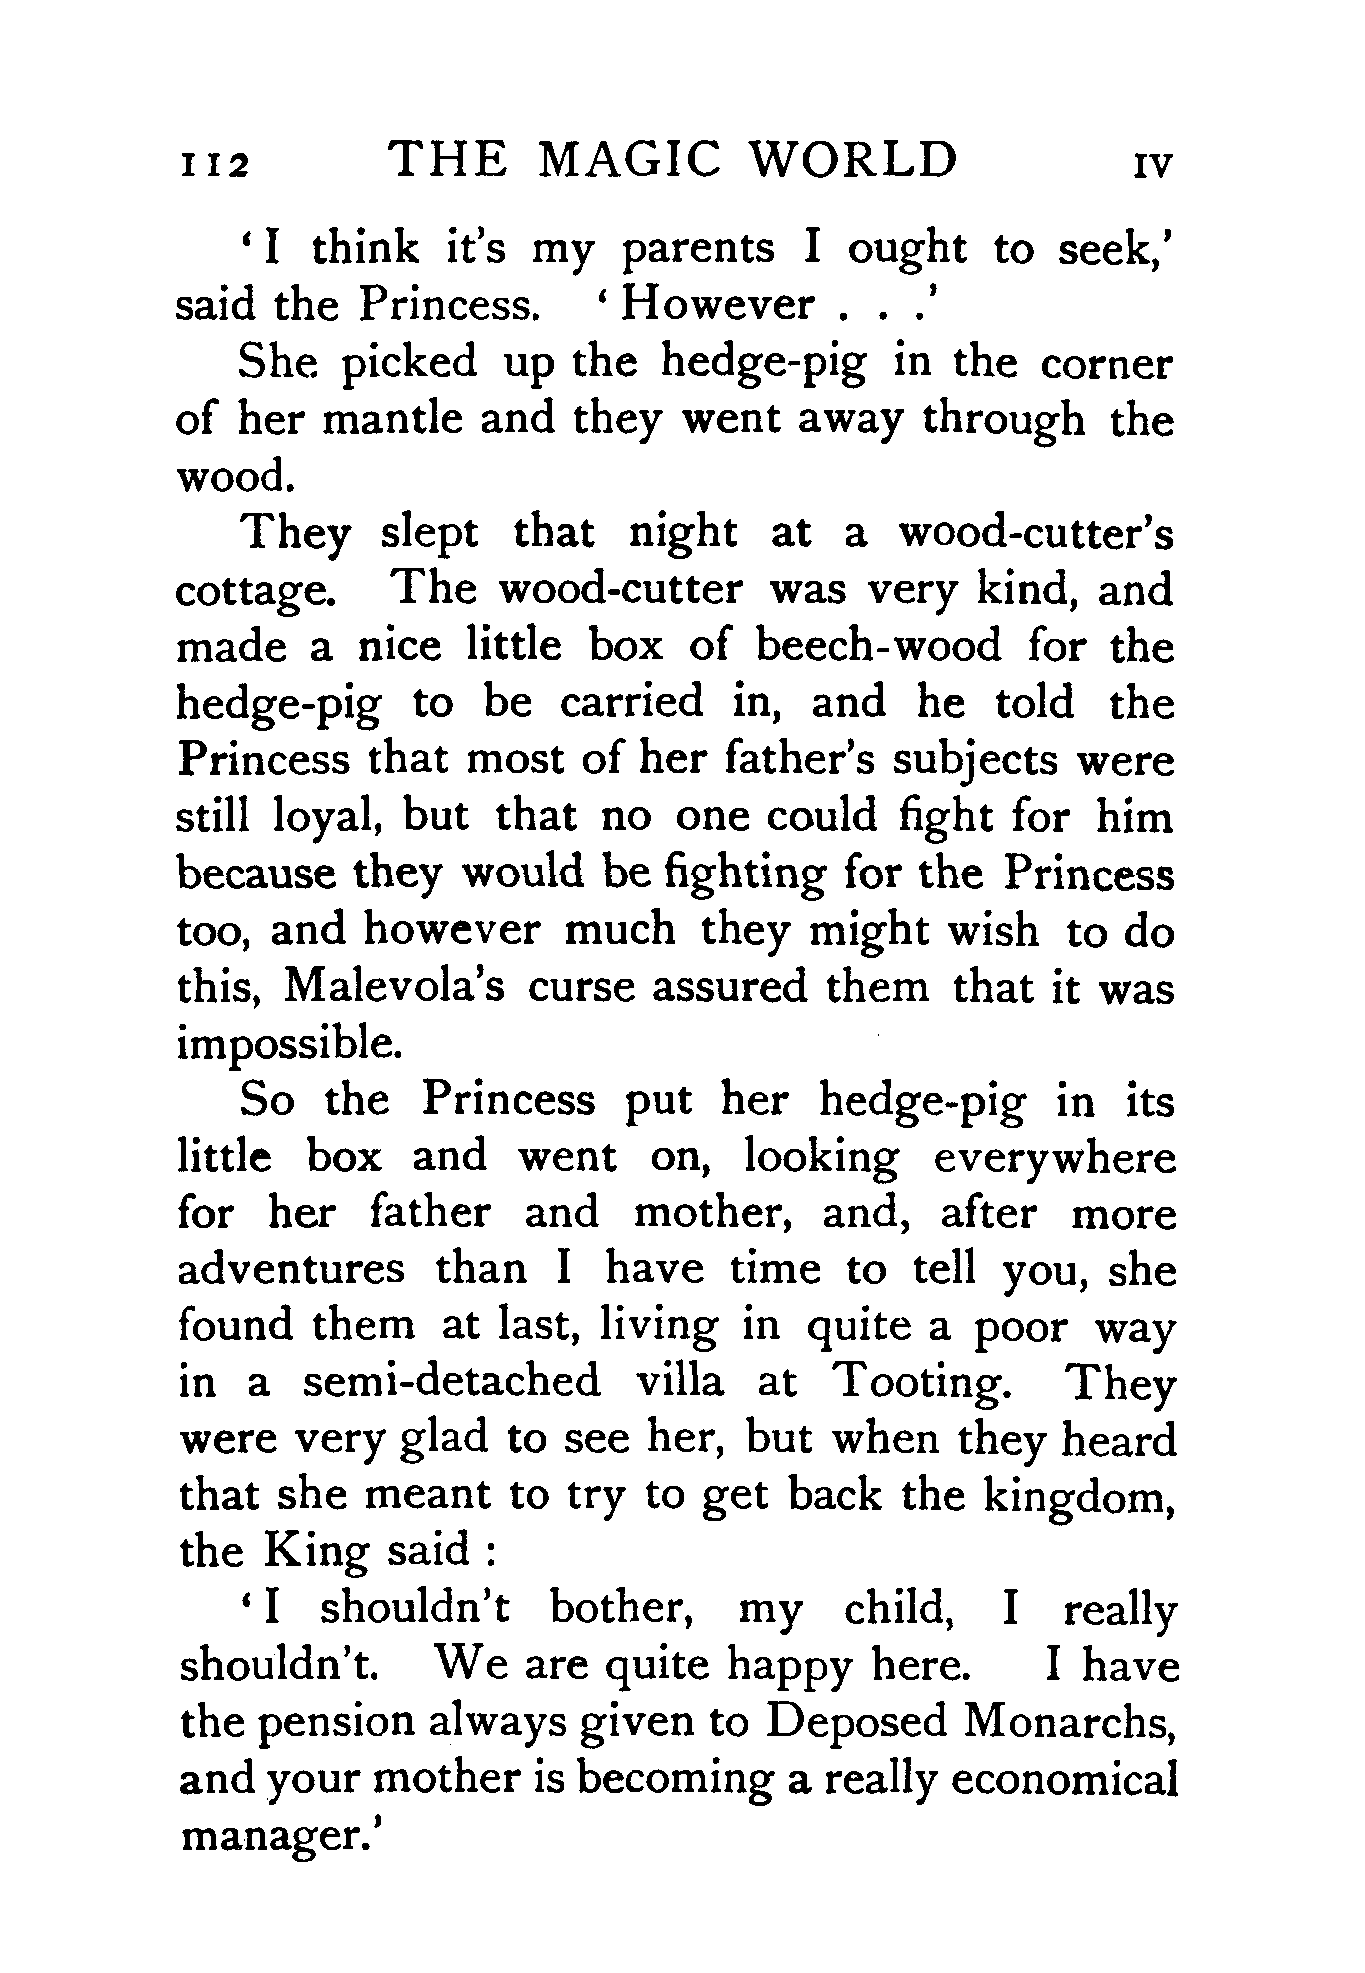 112 THE MAGIC WORLD IV
‘I think it’s my parents I ought to seek,’
said the Princess. ‘However . . .’
She picked up the hedge-pig in the corner
of her mantle and they went away through the
wood.
They slept that night at a wood-cutter’s
cottage. The wood-cutter was very kind, and
made a nice little box of beech-wood for the
hedge-pig to be carried in, and he told the
Princess that most of her father’s subjects were
still loyal, but that no one could fight for him
because they would be fighting for the Princess
too, and however much they might wish to do
this, Malevola’s curse assured them that it was
impossible.
So the Princess put her hedge-pig in its
little box and went on, looking everywhere
for her father and mother, and, after more
adventures than I have time to tell you, she
found them at last, living in quite a poor way
in a semi-detached villa at Tooting. They
were very glad to see her, but when they heard
that she meant to try to get back the kingdom,
the King said :
‘I shouldn’t bother, my child, I really
shouldn’t. We are quite happy here. I have
the pension always given to Deposed Monarchs,
and your mother is becoming a really economical
manager.’